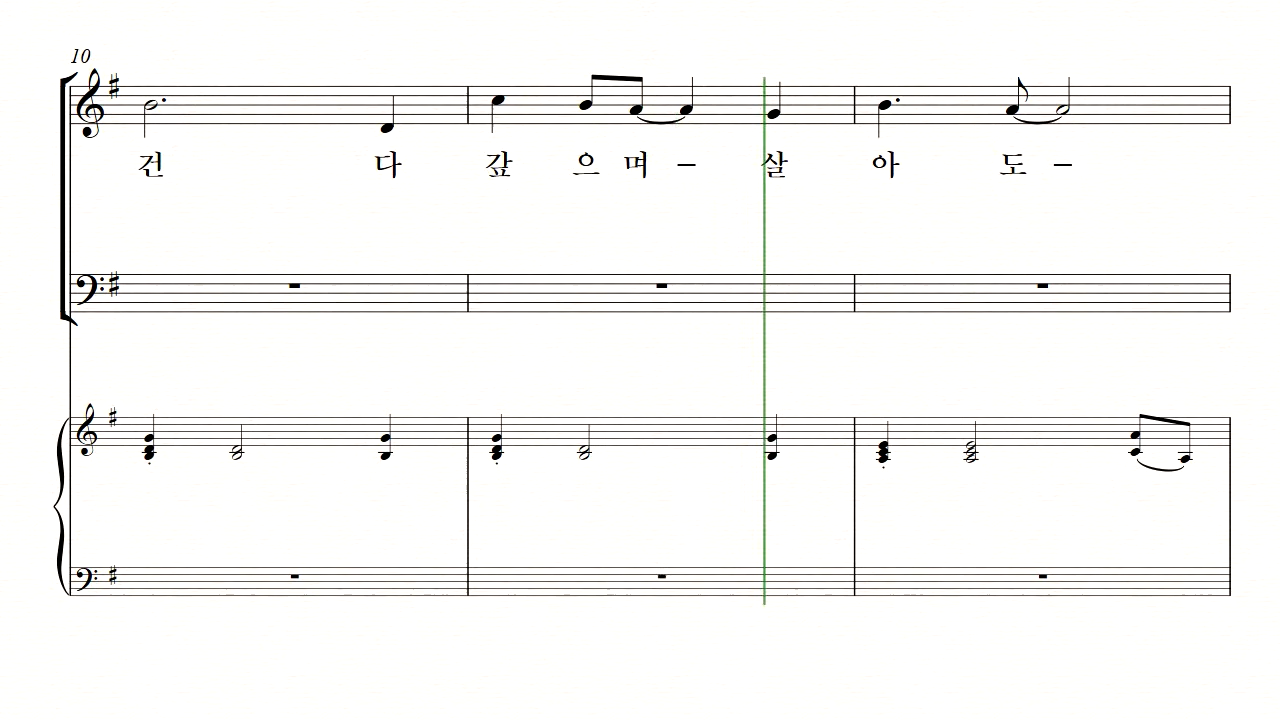 10
건 다 갚 으 며 – 살 아 도 –